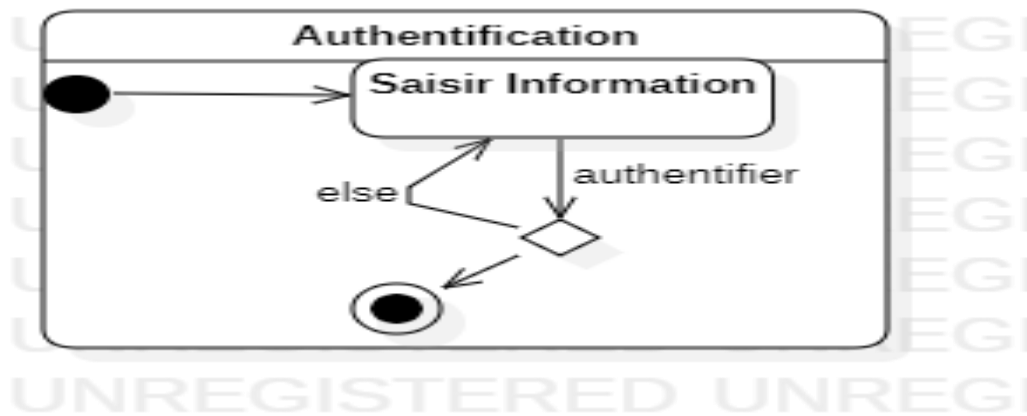 Authentification
Saisir Information
authentifier
else
UNREGISTERED UNREGI